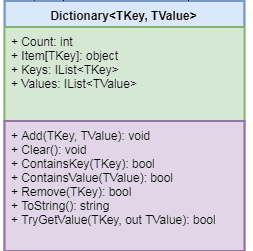 Dictionary<TKey, TValue>
+ Count: int
+ Item[TKey]: object
+ Keys: IList<TKey>
+ Values: IList<TValue>
+ Add(TKey, TValue): void
+ Clear(): void
+ ContainsKey(TKey): bool
+ ContainsValue(TValue): bool
+ Remove(TKey): bool
+ ToString(): string
+ TryGetValue(TKey, out TValue): bool